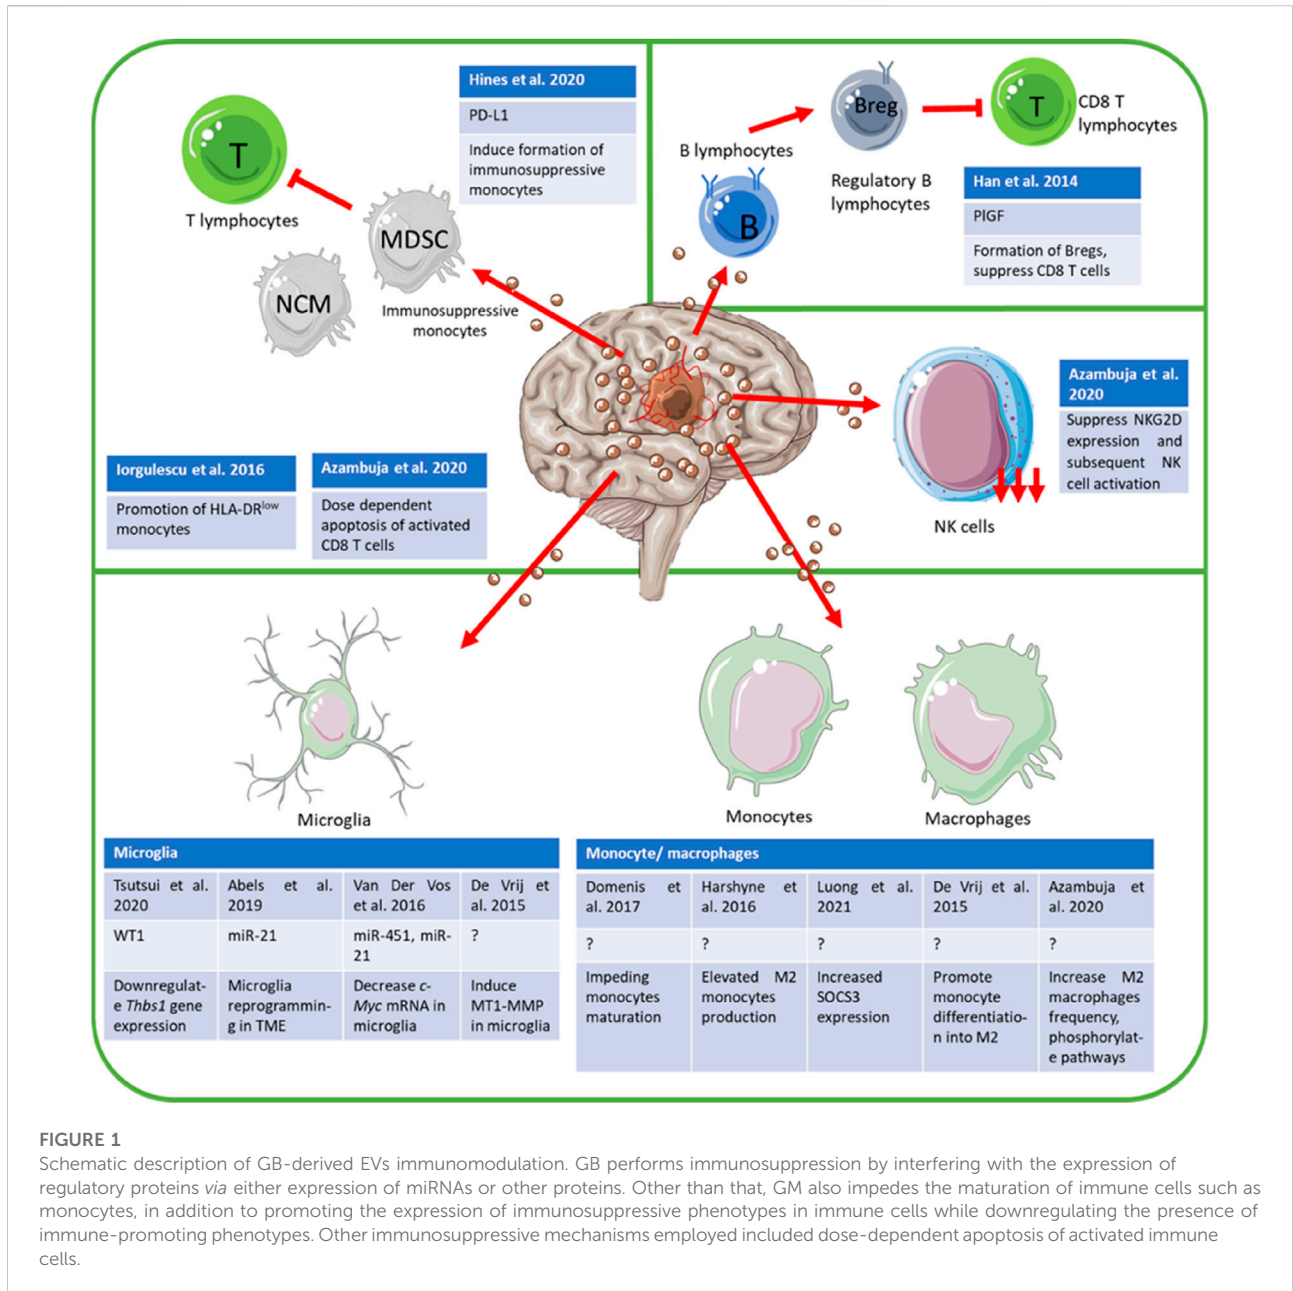 Hines et al. 2020
PD-L1
Induce formation of
immunosuppressive
monocytes
T
T lymphocytes
MDSC
NCM
Immunosuppressive
monocytes
Iorgulescu et al. 2016
Promotion of HLA-DRlow
monocytes
Azambuja et al. 2020
Dose dependent
apoptosis of activated
CD8 T cells
B lymphocytes
B
Breg
Regulatory B
lymphocytes
T
CD8 T
lymphocytes
Han et al. 2014
PlGF
Formation of Bregs,
suppress CD8 T cells
NK cells
Azambuja et al.
2020
Suppress NKG2D
expression and
subsequent NK
cell activation
Microglia
Monocytes
Macrophages
Microglia
Tsutsui et al.
2020
Abels et al.
2019
Van Der Vos
et al. 2016
De Vrij et
al. 2015
WT1
miR-21
miR-451, miR-
21
?
Downregulat-
e Thbs1 gene
expression
Microglia
reprogrammin-
g in TME
Decrease c-
Myc mRNA in
microglia
Induce
MT1-MMP
in microglia
Monocyte/ macrophages
Domenis et
al. 2017
Harshyne et
al. 2016
Luong et al.
2021
De Vrij et al.
2015
Azambuja et
al. 2020
?
?
?
?
?
Impeding
monocytes
maturation
Elevated M2
monocytes
production
Increased
SOCS3
expression
Promote
monocyte
differentiatio-
n into M2
Increase M2
macrophages
frequency,
phosphorylat-
e pathways
FIGURE 1
Schematic description of GB-derived EVs immunomodulation. GB performs immunosuppression by interfering with the expression of
regulatory proteins via either expression of miRNAs or other proteins. Other than that, GM also impedes the maturation of immune cells such as
monocytes, in addition to promoting the expression of immunosuppressive phenotypes in immune cells while downregulating the presence of
immune-promoting phenotypes. Other immunosuppressive mechanisms employed included dose-dependent apoptosis of activated immune
cells.